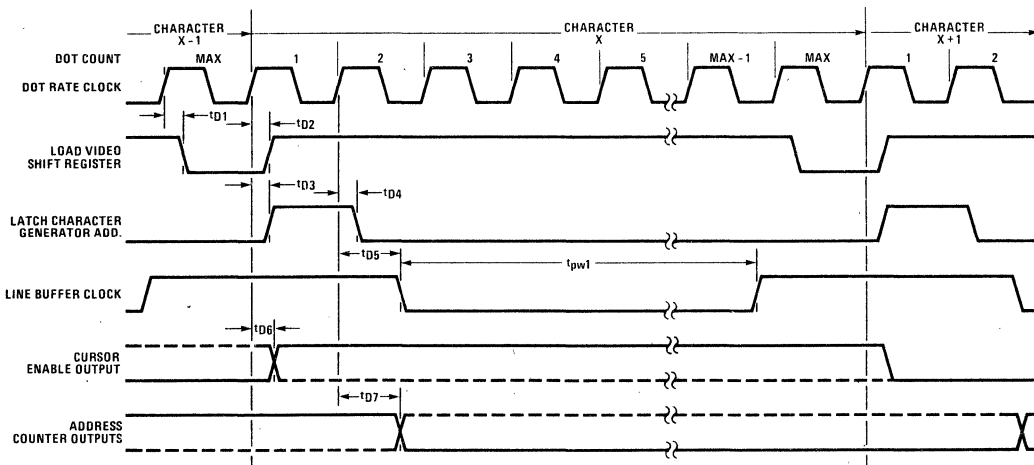 CHARACTER
X-1
CHARACTER
X
CHARACTER
X+1
DOT COUNT
MAX
1
2
3
4
5
MAX-1
MAX
1
2
DOT RATE CLOCK
tD1
tD2
LOAD VIDEO
SHIFT REGISTER
tD3
tD4
LATCH CHARACTER
GENERATOR ADD.
tD5
tpw1
LINE BUFFER CLOCK
tD6
CURSOR
ENABLE OUTPUT
tD7
ADDRESS
COUNTER OUTPUTS